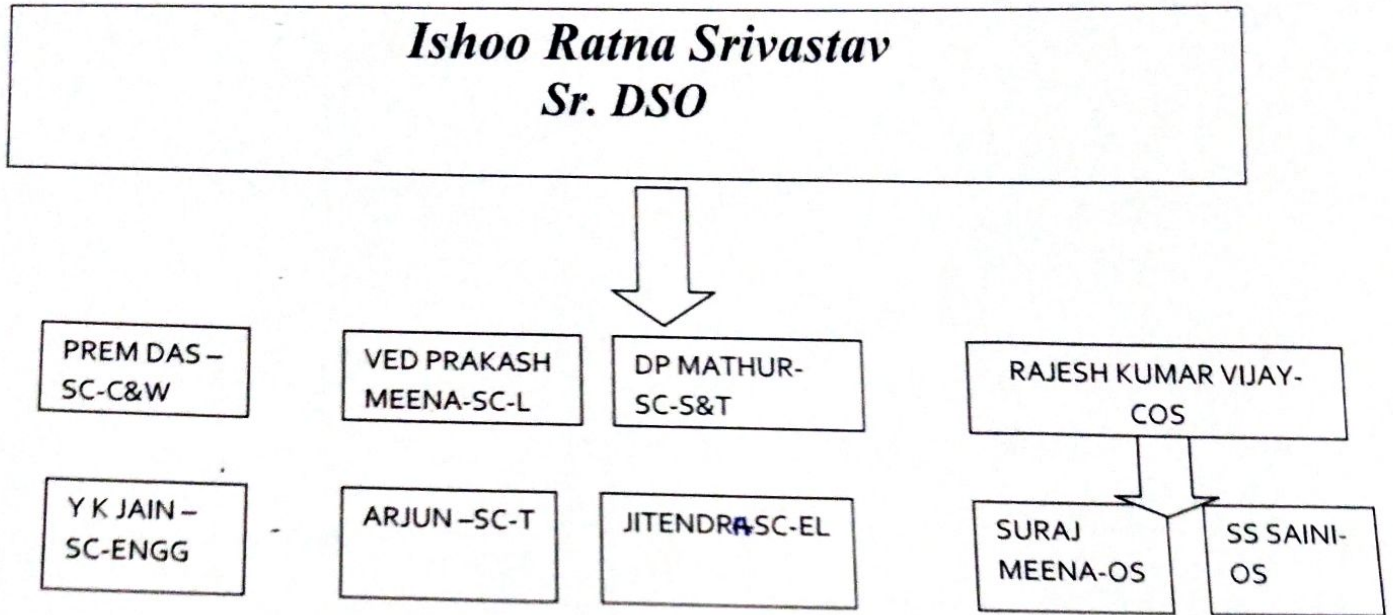 Ishoo Ratna Srivastav
Sr. DSO
PREM DAS –
SC-C&W
VED PRAKASH
MEENA-SC-L
DP MATHUR-
SC-S&T
RAJESH KUMAR VIJAY-
COS
Y K JAIN –
SC-ENGG
ARJUN –SC-T
JITENDRA-SC-EL
SURAJ
MEENA-OS
SS SAINI-
OS